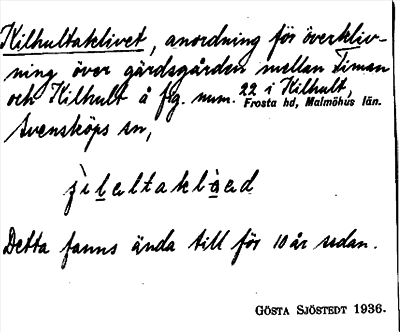 Kilhultaklivet, anordning för överkliv-
ning över gärdsgården mellan Timan
och Kilhult å fig. num. 22 i Kilhult,
Frosta hd, Malmöhus län.
Svensköps sn,
Detta fanns ända till för 10 år sedan.
GÖSTA SJÖSTEDT 1936.